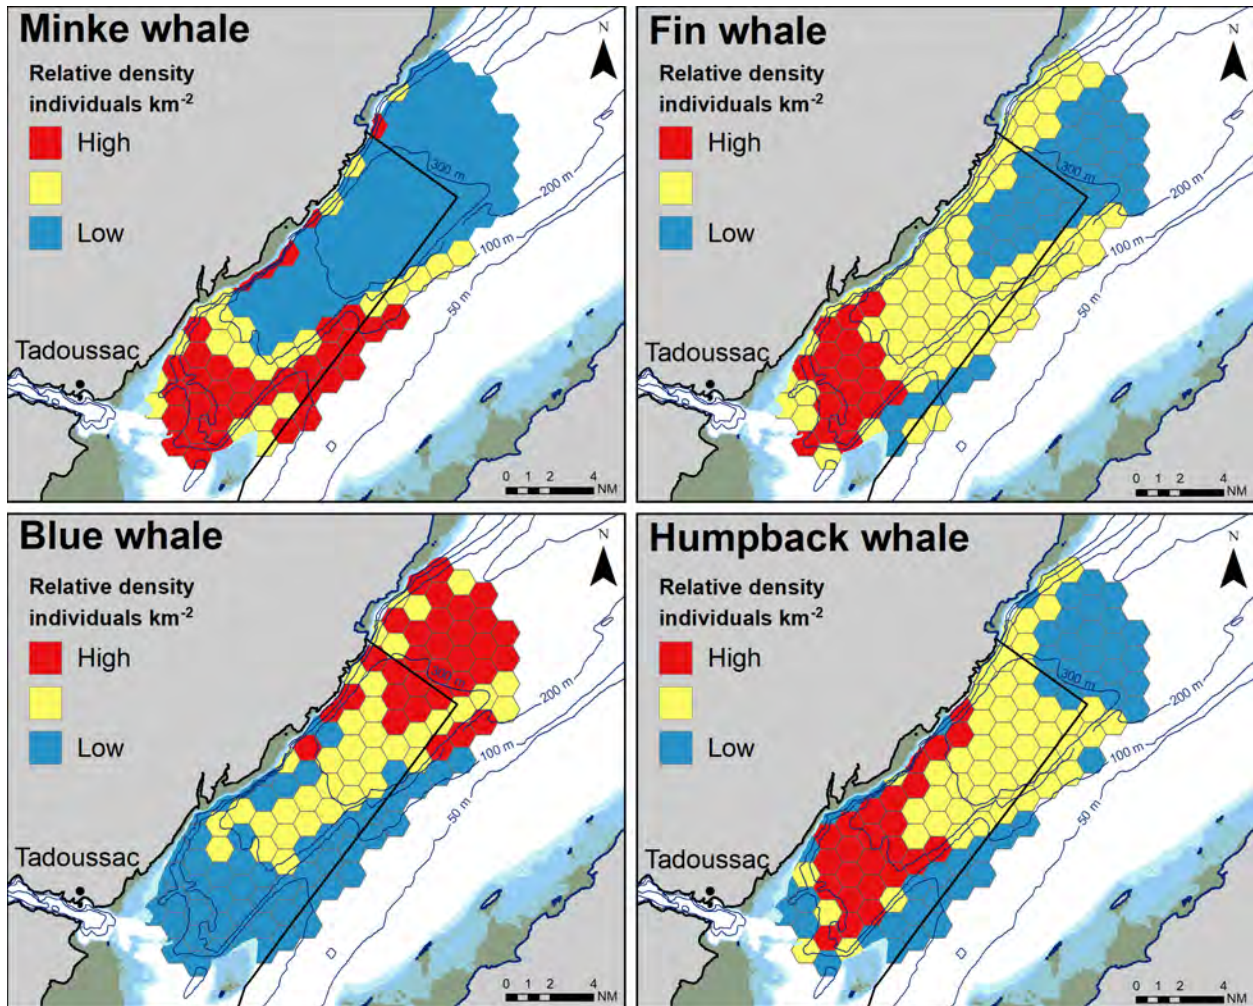 Minke whale
Relative density
individuals km-2
High
Low
Tadoussac
300 m
200 m
100 m
50 m
N
0 1 2 4
NM
Fin whale
Relative density
individuals km-2
High
Low
Tadoussac
300 m
200 m
100 m
50 m
N
0 1 2 4
NM
Blue whale
Relative density
individuals km-2
High
Low
Tadoussac
300 m
200 m
100 m
50 m
N
0 1 2 4
NM
Humpback whale
Relative density
individuals km-2
High
Low
Tadoussac
300 m
200 m
100 m
50 m
N
0 1 2 4
NM